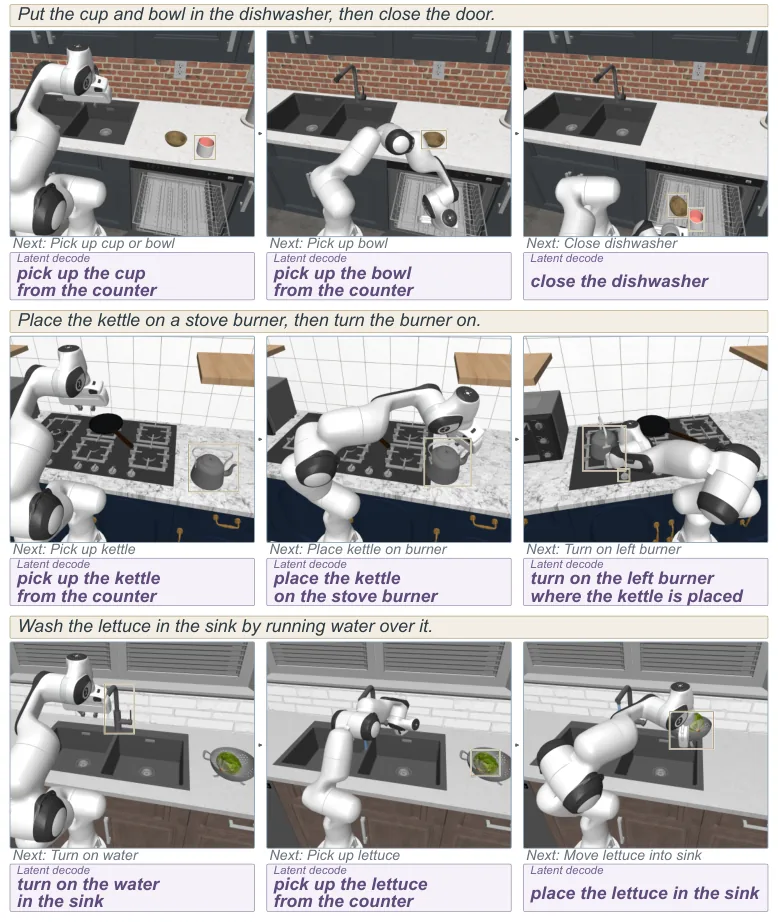 Put the cup and bowl in the dishwasher, then close the door.
Next: Pick up cup or bowl
Latent decode
pick up the cup
from the counter
Next: Pick up bowl
Latent decode
pick up the bowl
from the counter
Next: Close dishwasher
Latent decode
close the dishwasher
Place the kettle on a stove burner, then turn the burner on.
Next: Pick up kettle
Latent decode
pick up the kettle
from the counter
Next: Place kettle on burner
Latent decode
place the kettle
on the stove burner
Next: Turn on left burner
Latent decode
turn on the left burner
where the kettle is placed
Wash the lettuce in the sink by running water over it.
Next: Turn on water
Latent decode
turn on the water
in the sink
Next: Pick up lettuce
Latent decode
pick up the lettuce
from the counter
Next: Move lettuce into sink
Latent decode
place the lettuce in the sink